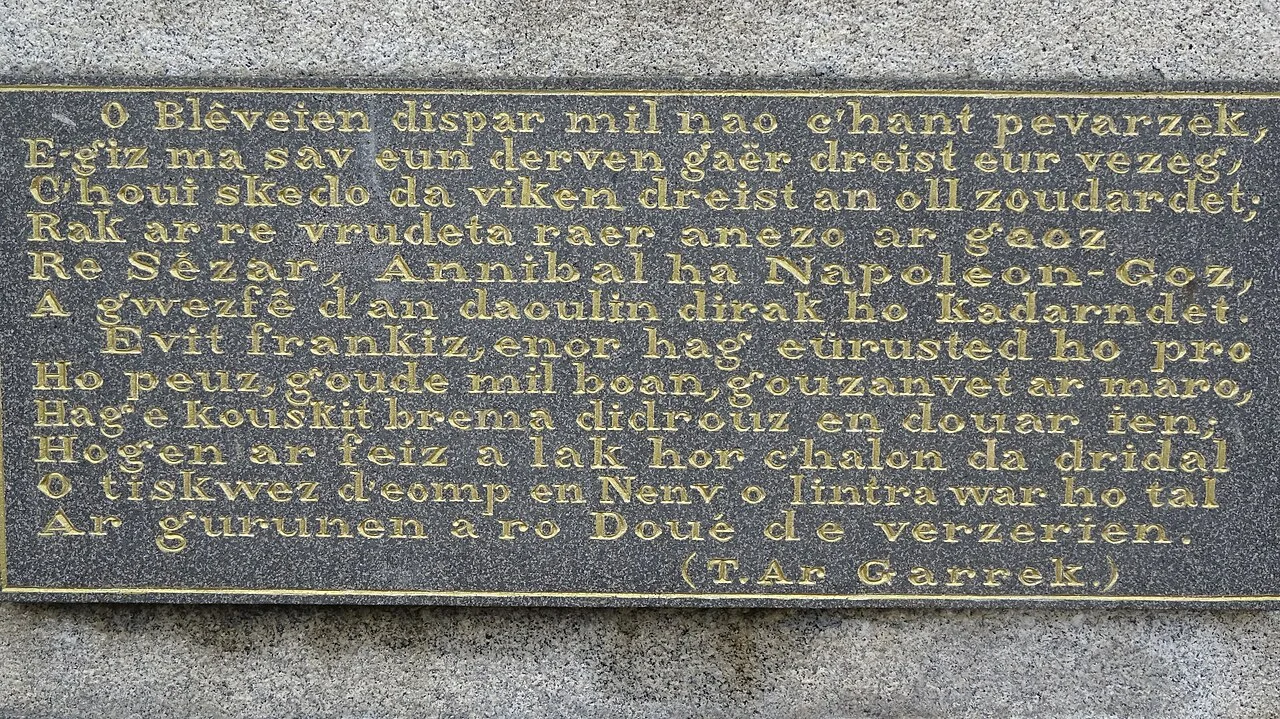 O Blêveien dispar mil nao c'hant pevarzek,
E-giz ma sav eun derven gaër dreist eur vezeg,
C'houi skedo da viken dreist an oll zoudardet;
Rak ar re vrudeta raer anezo ar gaoz
Re Sézar, Annibal ha Napoleon-Goz,
A gwezfê d'an daoulin dirak ho kadarndet.
Evit frankiz, enor hag eürusted ho pro
Ho peuz, goude mil boan, gouzanvet ar maro,
Hag e kouskit brema didrouz en douar ien;
Hogen ar feiz a lak hor c'halon da dridal
O tiskwez d'eomp en Nenv o lintra war ho tal
Ar gurunen a ro Doué d e verzerien.
(T. Ar Garrek.)